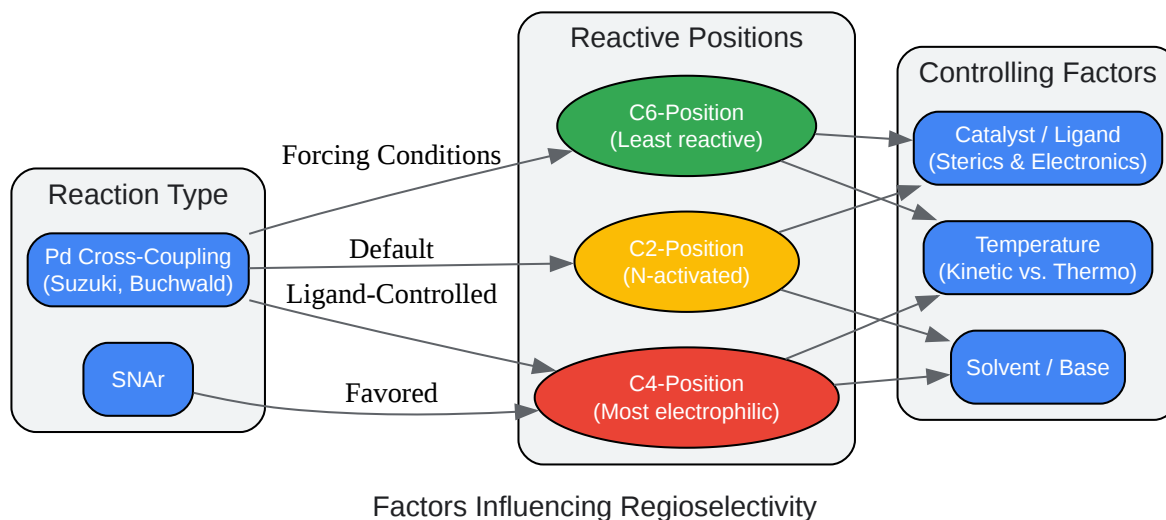 Reaction Type
Pd Cross-Coupling
(Suzuki, Buchwald)
SNAr
Forcing Conditions
Default
Ligand-Controlled
Favored
Reactive Positions
C6-Position
(Least reactive)
C2-Position
(N-activated)
C4-Position
(Most electrophilic)
Controlling Factors
Catalyst / Ligand
(Sterics & Electronics)
Temperature
(Kinetic vs. Thermo)
Solvent / Base
Factors Influencing Regioselectivity